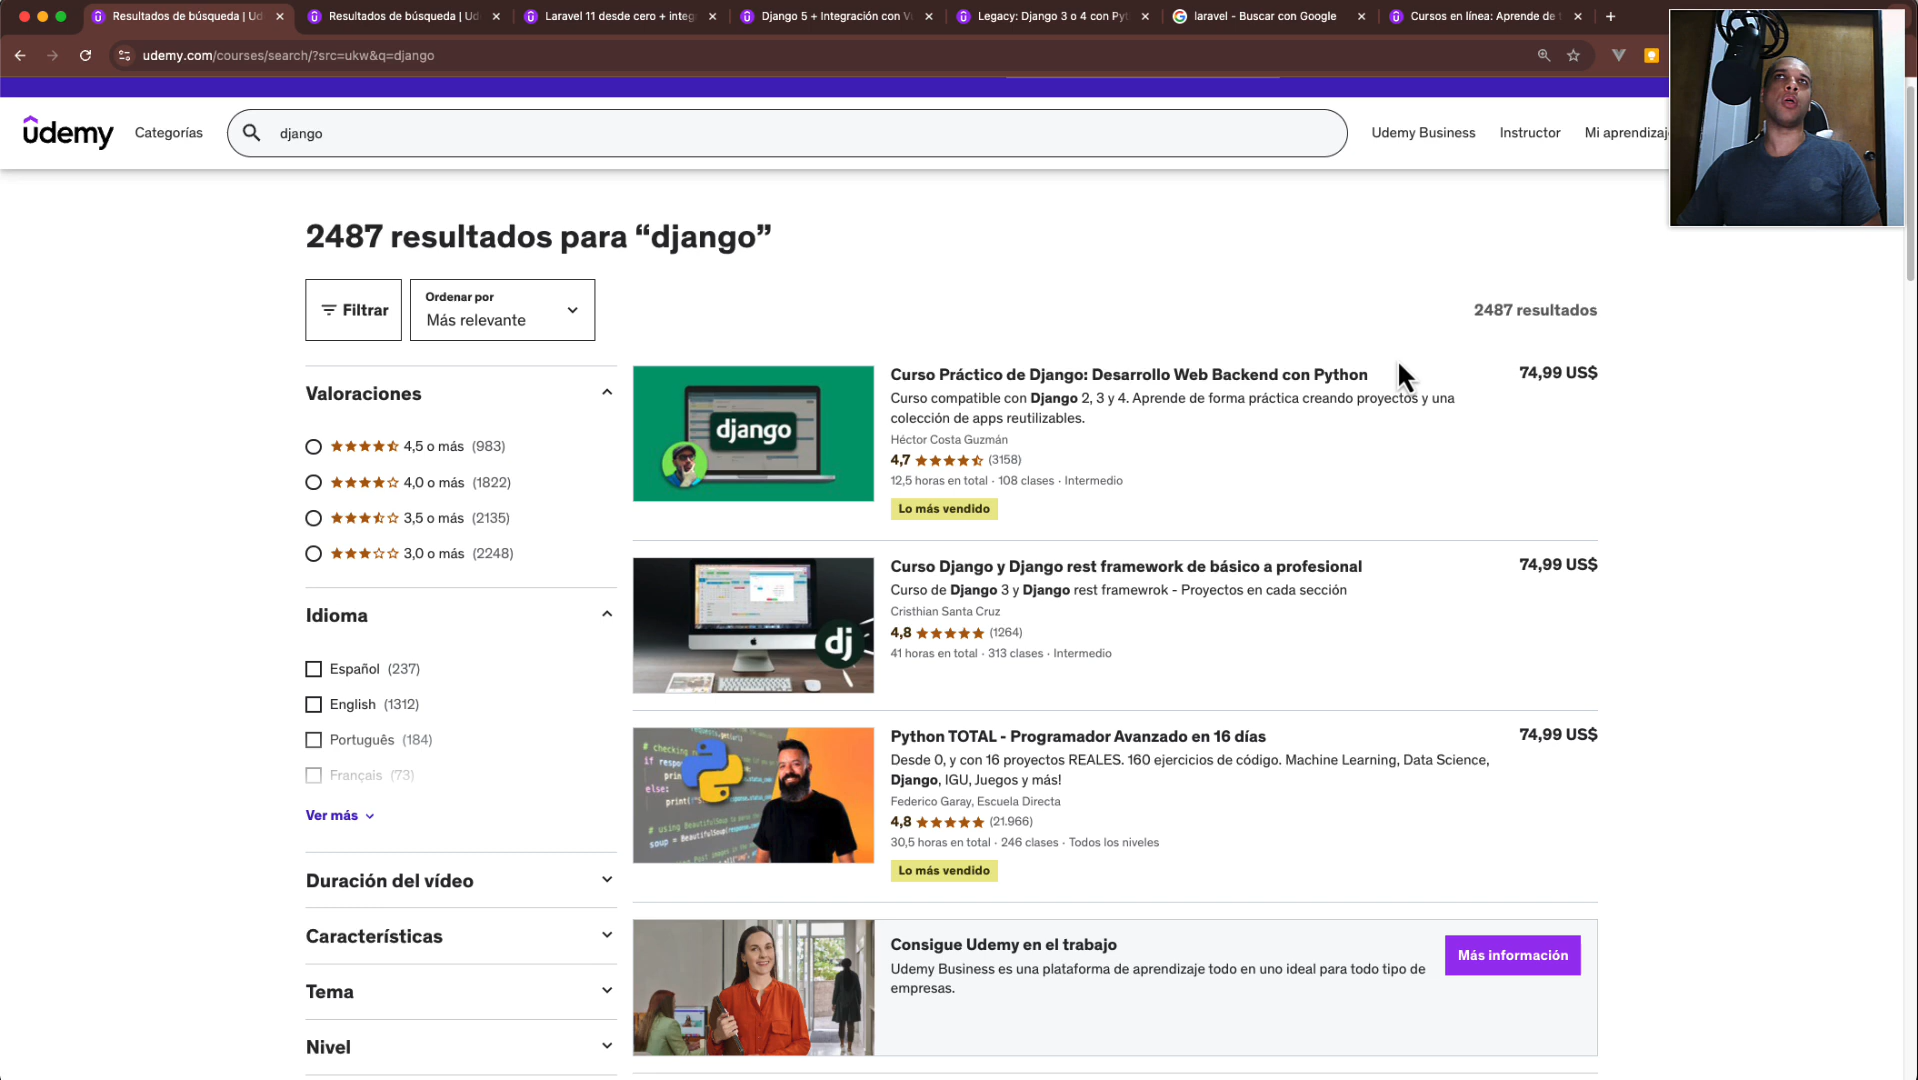 Resultados de búsqueda | Ud
Resultados de búsqueda | Ud
Laravel 11 desde cero + integ
Django 5 + Integración con Vu
Legacy: Django 3 o 4 con Pyt
laravel - Buscar con Google
Cursos en línea: Aprende de t
udemy.com/courses/search/?src=ukw&q=django
udemy
Categorías
django
Udemy Business
Instructor
Mi aprendizaj
2487 resultados para “django”
Filtrar
Ordenar por
Más relevante
2487 resultados
Valoraciones
4,5 o más (983)
4,0 o más (1822)
3,5 o más (2135)
3,0 o más (2248)
Idioma
Español (237)
English (1312)
Português (184)
Français (73)
Ver más
Duración del vídeo
Características
Tema
Nivel
django
Curso Práctico de Django: Desarrollo Web Backend con Python
74,99 US$
Curso compatible con Django 2, 3 y 4. Aprende de forma práctica creando proyectos y una
colección de apps reutilizables.
Héctor Costa Guzmán
4,7 (3158)
12,5 horas en total · 108 clases · Intermedio
Lo más vendido
dj
Curso Django y Django rest framework de básico a profesional
74,99 US$
Curso de Django 3 y Django rest framewrok - Proyectos en cada sección
Cristhian Santa Cruz
4,8 (1264)
41 horas en total · 313 clases · Intermedio
Python TOTAL - Programador Avanzado en 16 días
74,99 US$
Desde 0, y con 16 proyectos REALES. 160 ejercicios de código. Machine Learning, Data Science,
Django, IGU, Juegos y más!
Federico Garay, Escuela Directa
4,8 (21.966)
30,5 horas en total · 246 clases · Todos los niveles
Lo más vendido
Consigue Udemy en el trabajo
Udemy Business es una plataforma de aprendizaje todo en uno ideal para todo tipo de
empresas.
Más información